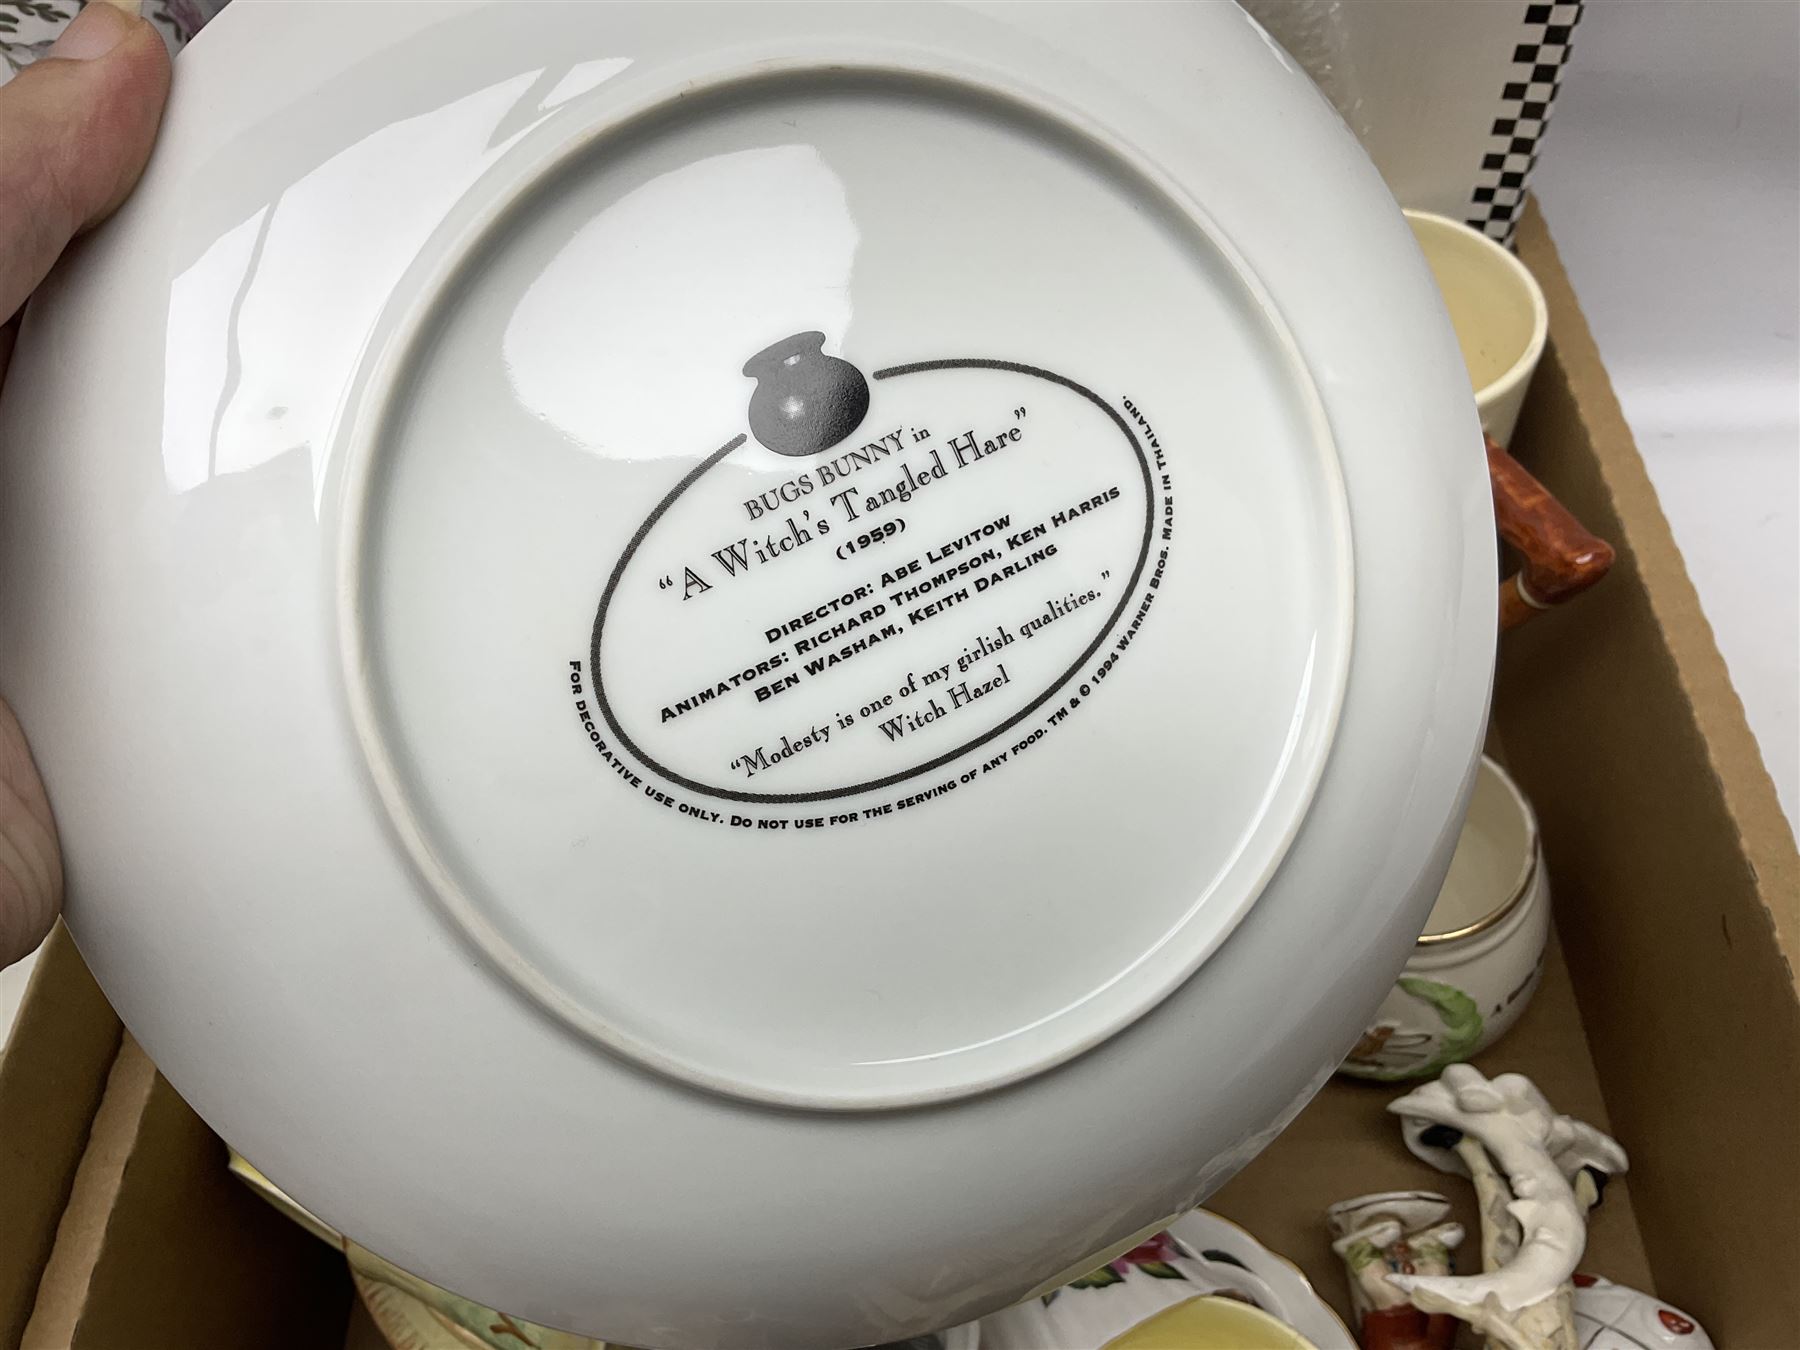 BUGS BUNNY in
“A Witch's Tangled Hare”
(1959)
DIRECTOR: ABE LEVITOW
ANIMATORS: RICHARD THOMPSON, KEN HARRIS
BEN WASHAM, KEITH DARLING
“Modesty is one of my girlish qualities.”
Witch Hazel
FOR DECORATIVE USE ONLY. DO NOT USE FOR THE SERVING OF ANY FOOD. TM & © 1994 WARNER BROS. MADE IN THAILAND.